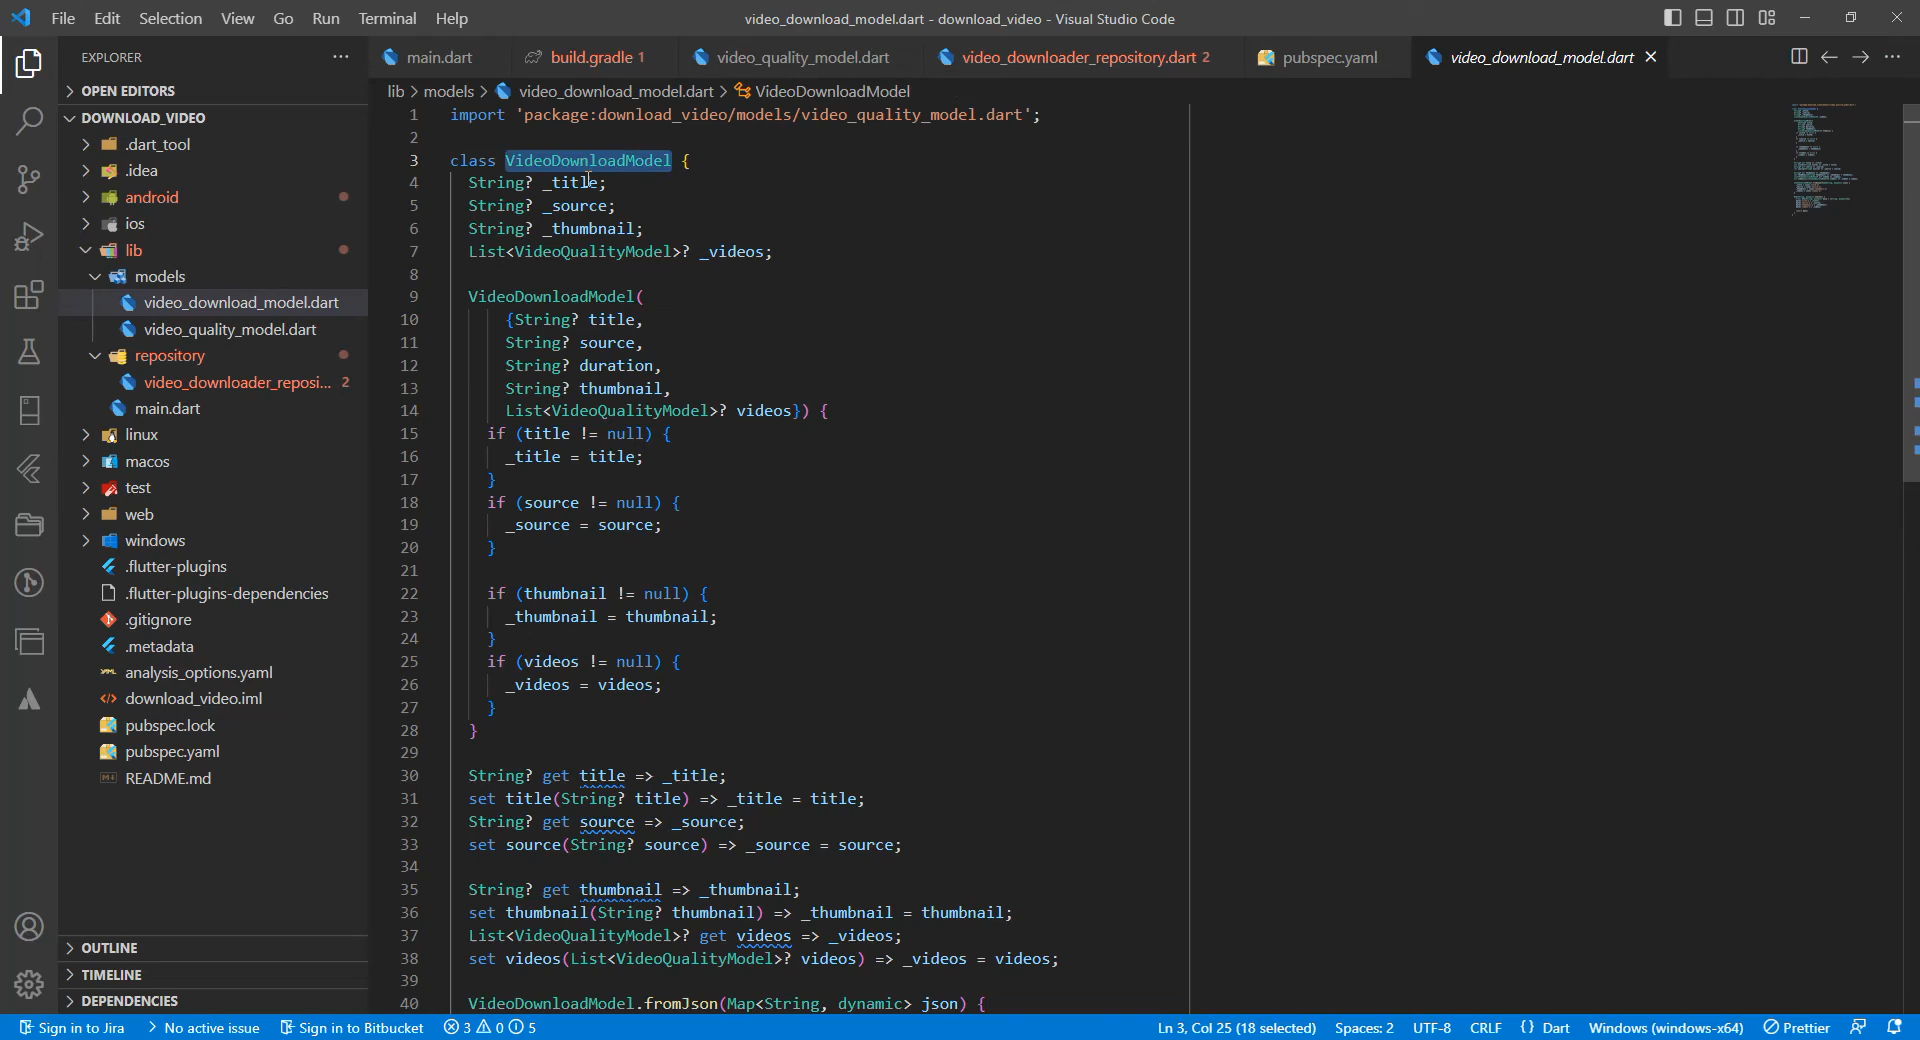 File Edit Selection View Go Run Terminal Help
video_download_model.dart - download_video - Visual Studio Code
EXPLORER
main.dart
build.gradle 1
video_quality_model.dart
video_downloader_repository.dart 2
pubspec.yaml
video_download_model.dart
OPEN EDITORS
DOWNLOAD_VIDEO
.dart_tool
.idea
android
ios
lib
models
video_download_model.dart
video_quality_model.dart
repository
video_downloader_reposi... 2
main.dart
linux
macos
test
web
windows
.flutter-plugins
.flutter-plugins-dependencies
.gitignore
.metadata
analysis_options.yaml
download_video.iml
pubspec.lock
pubspec.yaml
README.md
OUTLINE
TIMELINE
DEPENDENCIES
lib > models > video_download_model.dart > VideoDownloadModel
1 import 'package:download_video/models/video_quality_model.dart';
2
3 class VideoDownloadModel {
4 String? _title;
5 String? _source;
6 String? _thumbnail;
7 List<VideoQualityModel>? _videos;
8
9 VideoDownloadModel(
10 {String? title,
11 String? source,
12 String? duration,
13 String? thumbnail,
14 List<VideoQualityModel>? videos}) {
15 if (title != null) {
16 _title = title;
17 }
18 if (source != null) {
19 _source = source;
20 }
21
22 if (thumbnail != null) {
23 _thumbnail = thumbnail;
24 }
25 if (videos != null) {
26 _videos = videos;
27 }
28 }
29
30 String? get title => _title;
31 set title(String? title) => _title = title;
32 String? get source => _source;
33 set source(String? source) => _source = source;
34
35 String? get thumbnail => _thumbnail;
36 set thumbnail(String? thumbnail) => _thumbnail = thumbnail;
37 List<VideoQualityModel>? get videos => _videos;
38 set videos(List<VideoQualityModel>? videos) => _videos = videos;
39
40 VideoDownloadModel.fromJson(Map<String, dynamic> json) {
Sign in to Jira No active issue Sign in to Bitbucket 3 0 5 Ln 3, Col 25 (18 selected) Spaces: 2 UTF-8 CRLF {} Dart Windows (windows-x64) Prettier